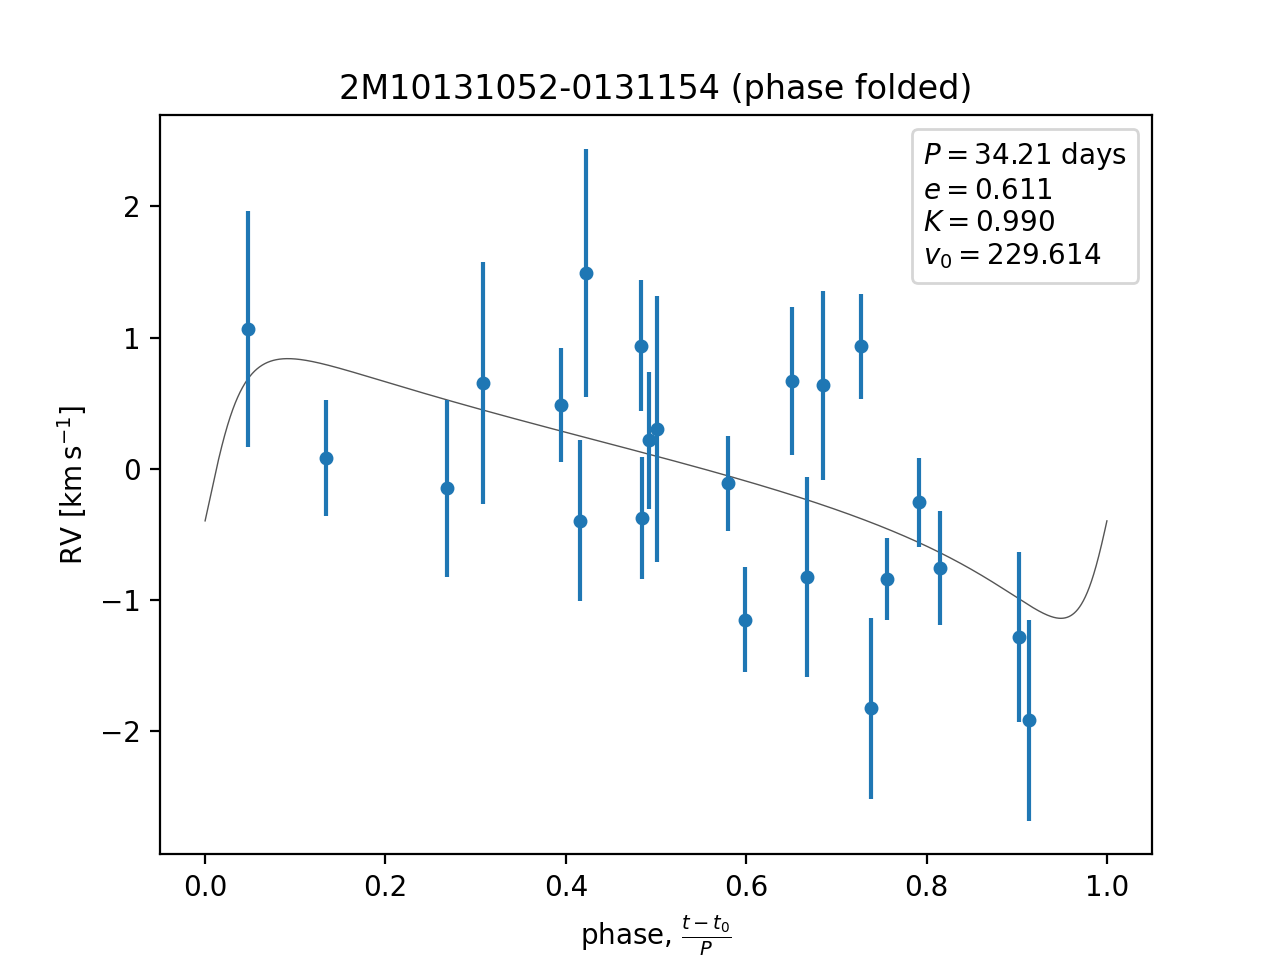 2M10131052-0131154 (phase folded)
P = 34.21 days
e = 0.611
K = 0.990
v₀ = 229.614
RV [km s⁻¹]
2
1
0
−1
−2
0.0 0.2 0.4 0.6 0.8 1.0
phase, (t − t₀)/P